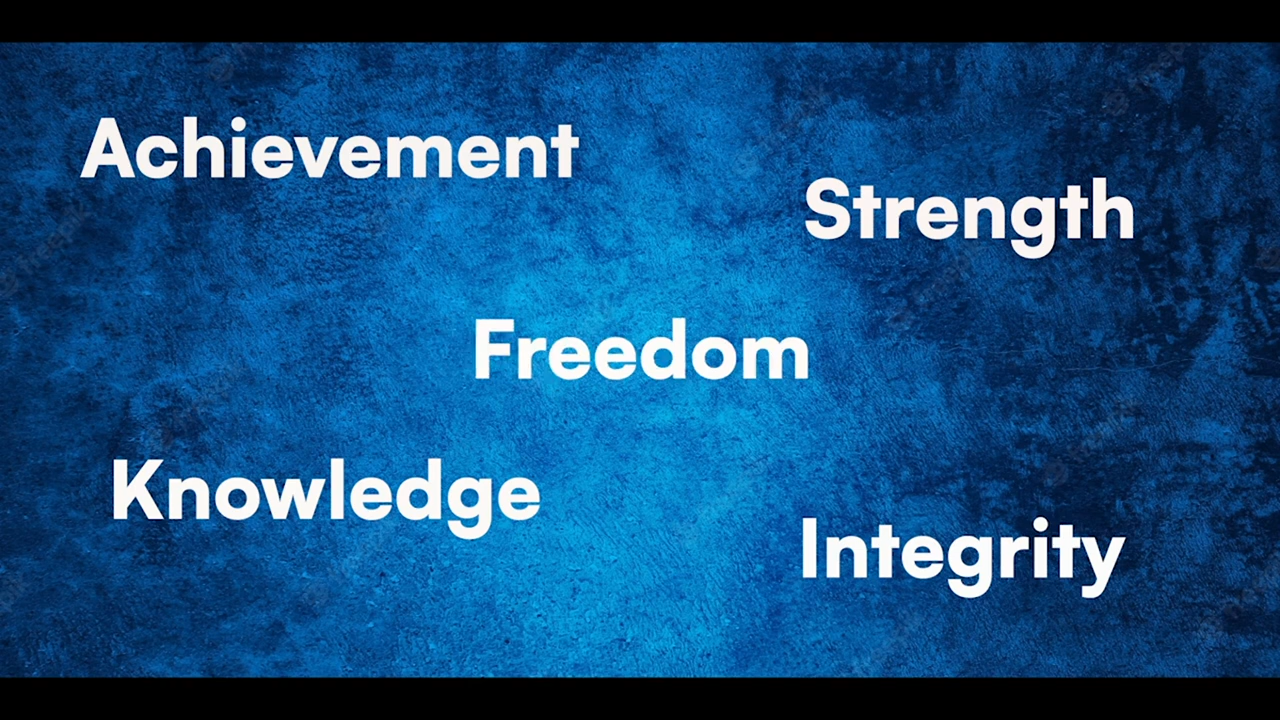 Achievement
Strength
Freedom
Knowledge
Integrity